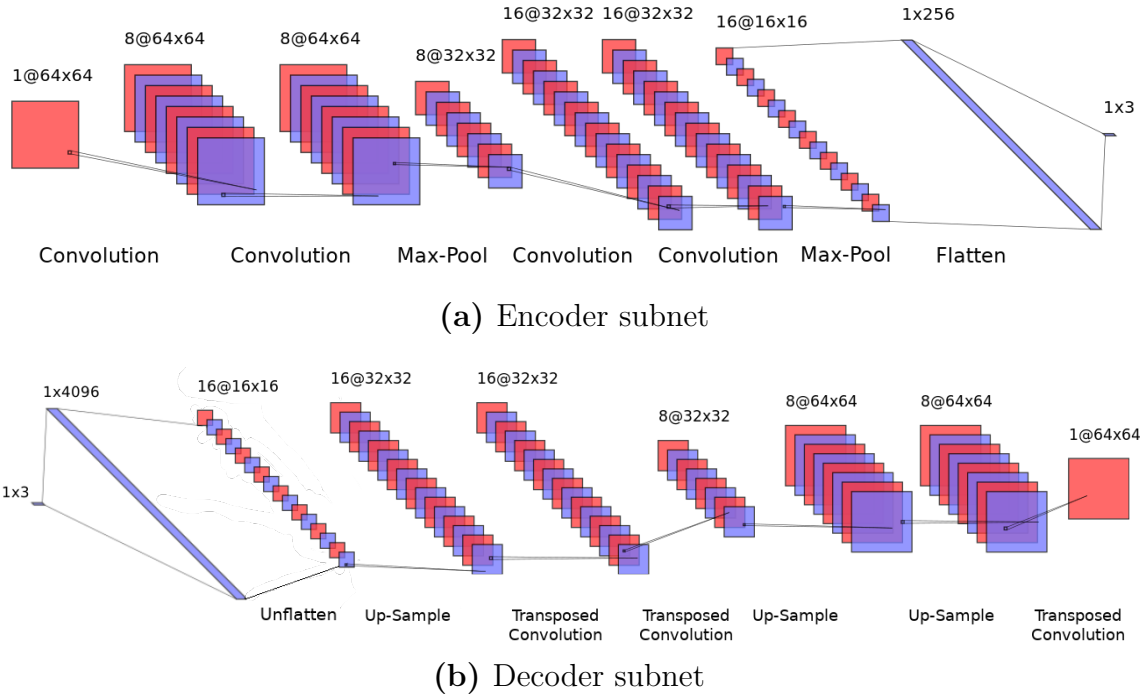 16@32x32 16@32x32
1@64x64 8@64x64 8@64x64 8@32x32 16@16x16 1x256 1x3
Convolution Convolution Max-Pool Convolution Convolution Max-Pool Flatten
(a) Encoder subnet
1x3 1x4096 16@16x16 16@32x32 16@32x32 8@32x32 8@64x64 8@64x64 1@64x64
Unflatten Up-Sample Transposed Convolution Transposed Convolution Up-Sample Up-Sample Transposed Convolution
(b) Decoder subnet